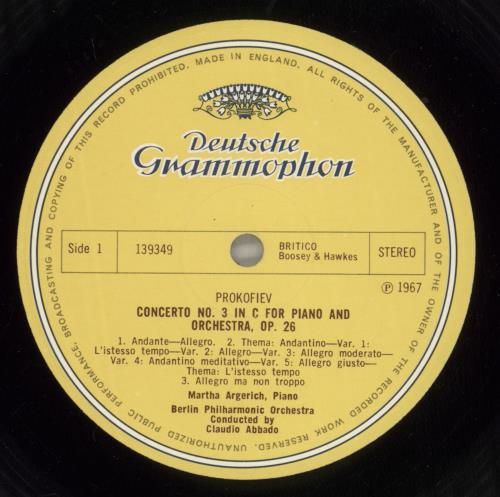 MADE IN ENGLAND. ALL RIGHTS OF THE MANUFACTURER AND OF THE OWNER OF THE RECORDED WORK RESERVED. UNAUTHORIZED PUBLIC PERFORMANCE, BROADCASTING AND COPYING OF THIS RECORD PROHIBITED.
Deutsche
Grammophon
Side 1
139349
BRITICO
Boosey & Hawkes
STEREO
℗ 1967
PROKOFIEV
CONCERTO NO. 3 IN C FOR PIANO AND
ORCHESTRA, OP. 26
1. Andante—Allegro. 2. Thema: Andantino—Var. 1:
L'istesso tempo—Var. 2: Allegro—Var. 3: Allegro moderato—
Var. 4: Andantino meditativo—Var. 5: Allegro giusto—
Thema: L'istesso tempo
3. Allegro ma non troppo
Martha Argerich, Piano
Berlin Philharmonic Orchestra
Conducted by
Claudio Abbado